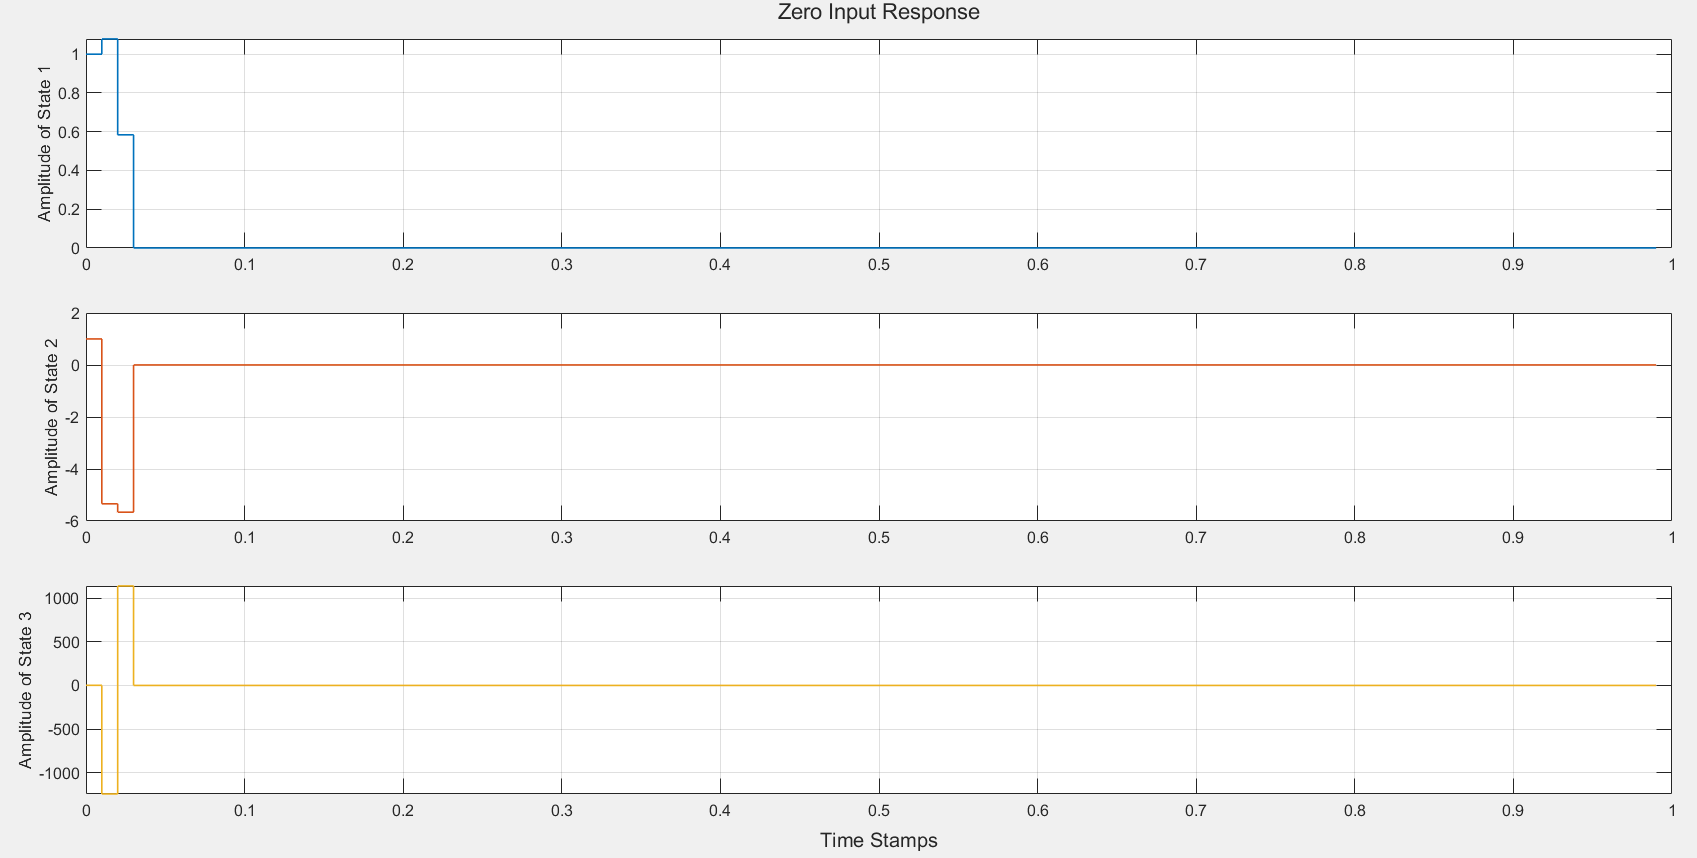 Zero Input Response
Amplitude of State 1
1
0.8
0.6
0.4
0.2
0
0 0.1 0.2 0.3 0.4 0.5 0.6 0.7 0.8 0.9 1
Amplitude of State 2
2
0
-2
-4
-6
0 0.1 0.2 0.3 0.4 0.5 0.6 0.7 0.8 0.9 1
Amplitude of State 3
1000
500
0
-500
-1000
0 0.1 0.2 0.3 0.4 0.5 0.6 0.7 0.8 0.9 1
Time Stamps